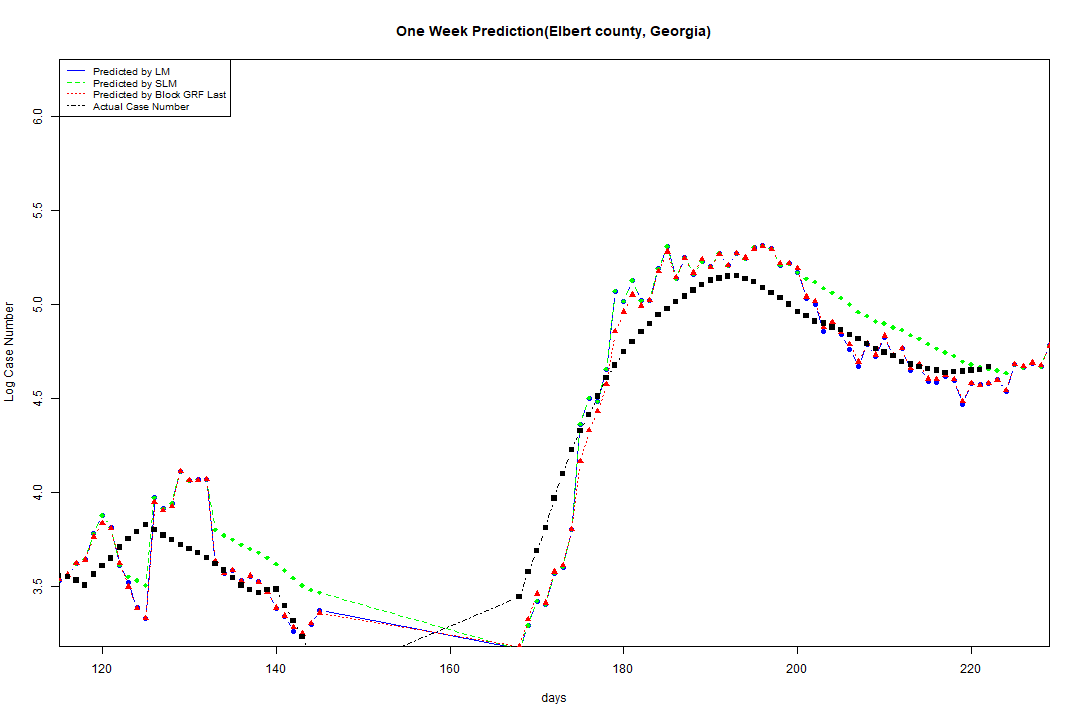 One Week Prediction(Elbert county, Georgia)
Predicted by LM
Predicted by SLM
Predicted by Block GRF Last
Actual Case Number
6.0
5.5
5.0
4.5
4.0
3.5
Log Case Number
120 140 160 180 200 220
days